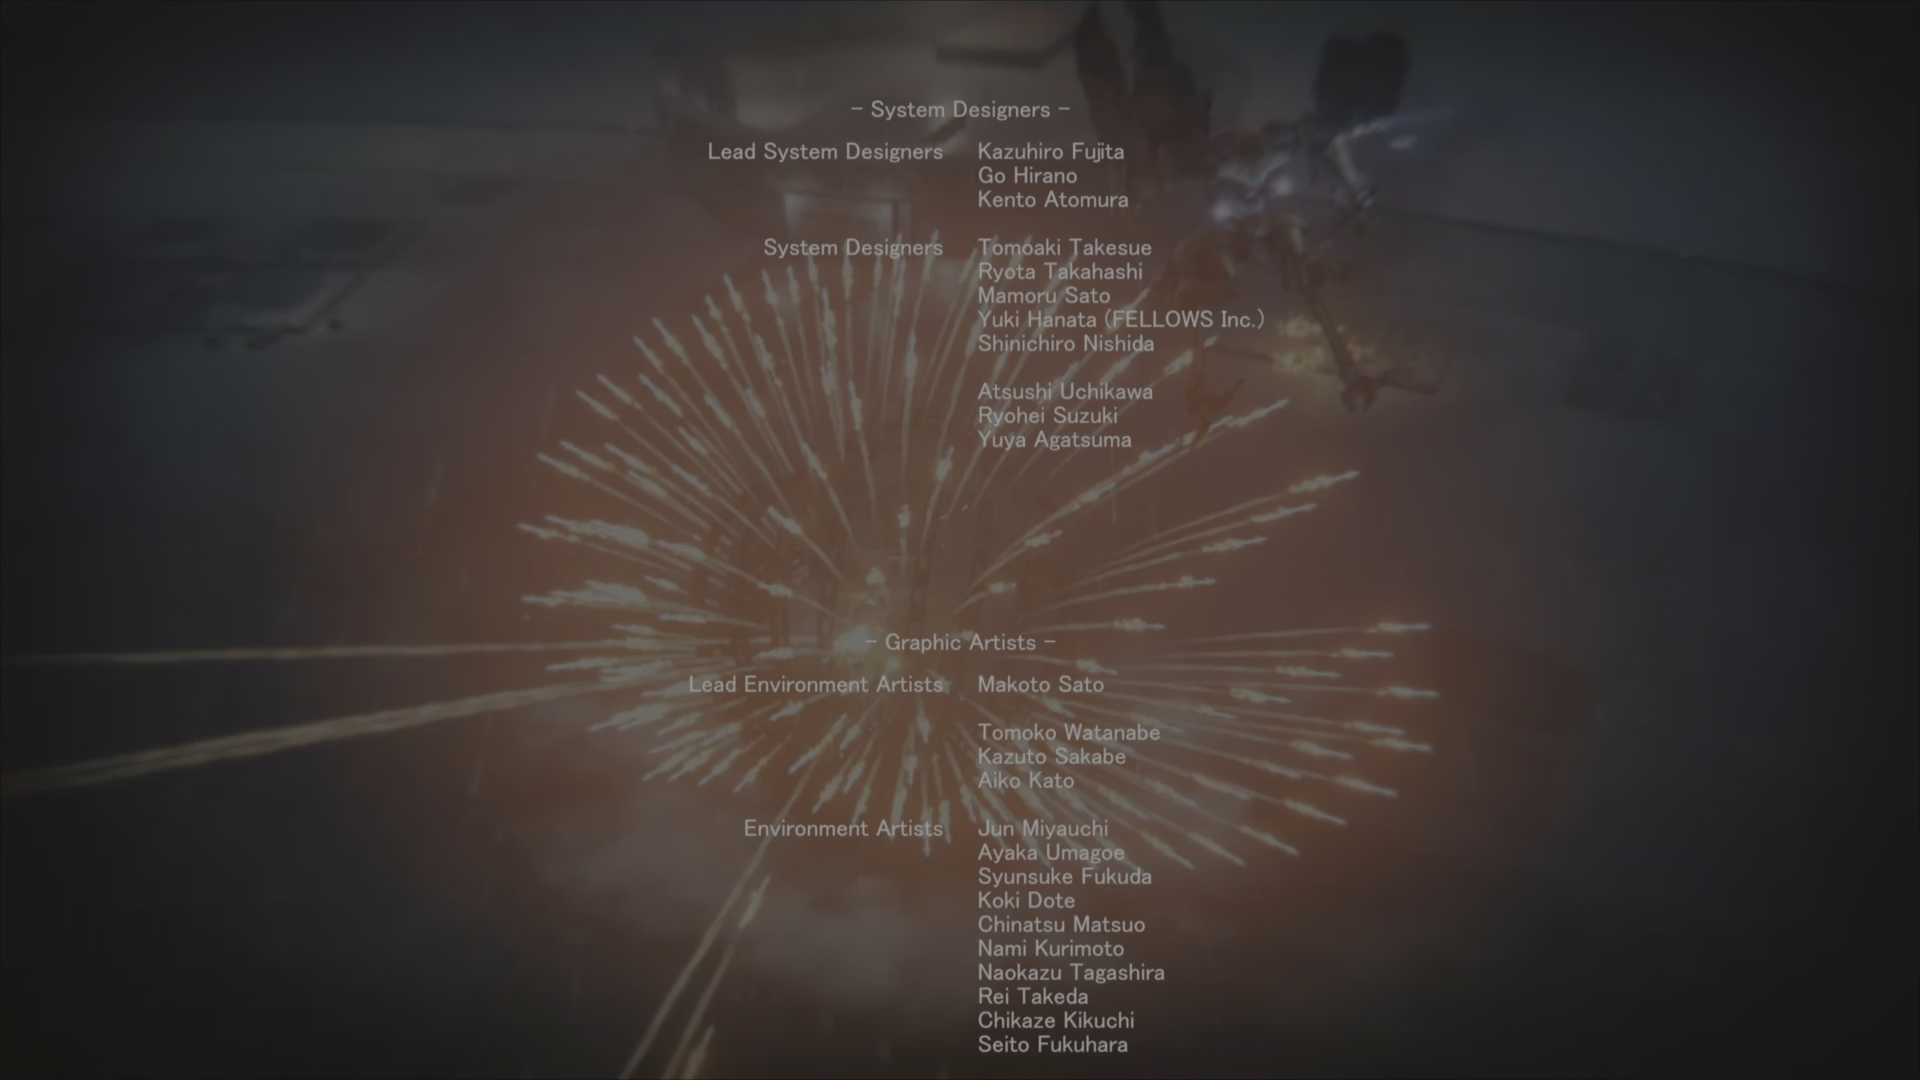 - System Designers -
Lead System Designers Kazuhiro Fujita
Go Hirano
Kento Atomura
System Designers Tomoaki Takesue
Ryota Takahashi
Mamoru Sato
Yuki Hanata (FELLOWS Inc.)
Shinichiro Nishida
Atsushi Uchikawa
Ryohei Suzuki
Yuya Agatsuma
- Graphic Artists -
Lead Environment Artists Makoto Sato
Tomoko Watanabe
Kazuto Sakabe
Aiko Kato
Environment Artists Jun Miyauchi
Ayaka Umagoe
Syunsuke Fukuda
Koki Dote
Chinatsu Matsuo
Nami Kurimoto
Naokazu Tagashira
Rei Takeda
Chikaze Kikuchi
Seito Fukuhara